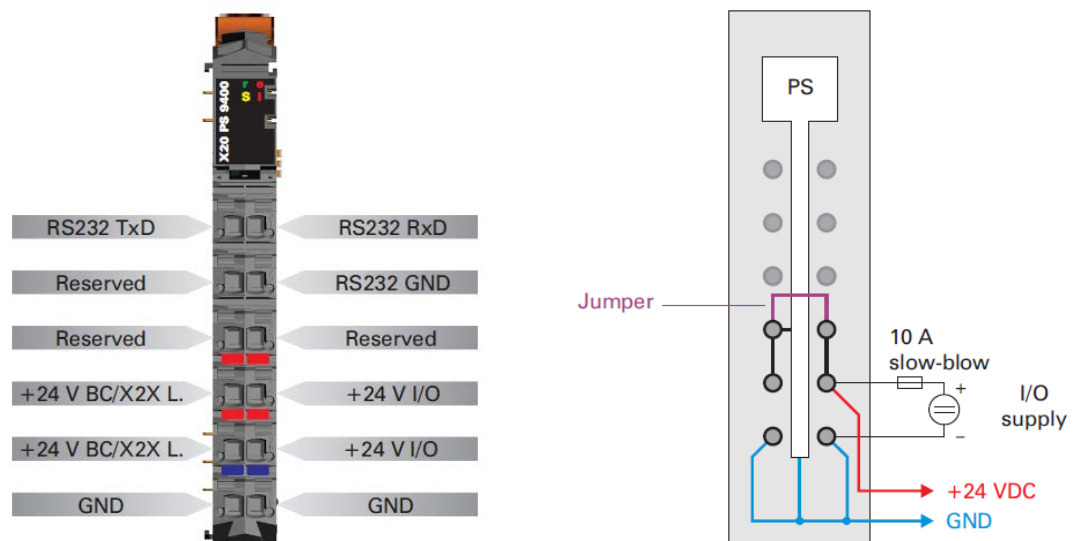 X20 PS 9400
r e
S I
RS232 TxD
RS232 RxD
Reserved
RS232 GND
Reserved
Reserved
+24 V BC/X2X L.
+24 V I/O
+24 V BC/X2X L.
+24 V I/O
GND
GND
PS
Jumper
10 A
slow-blow
+
I/O
supply
−
+24 VDC
GND